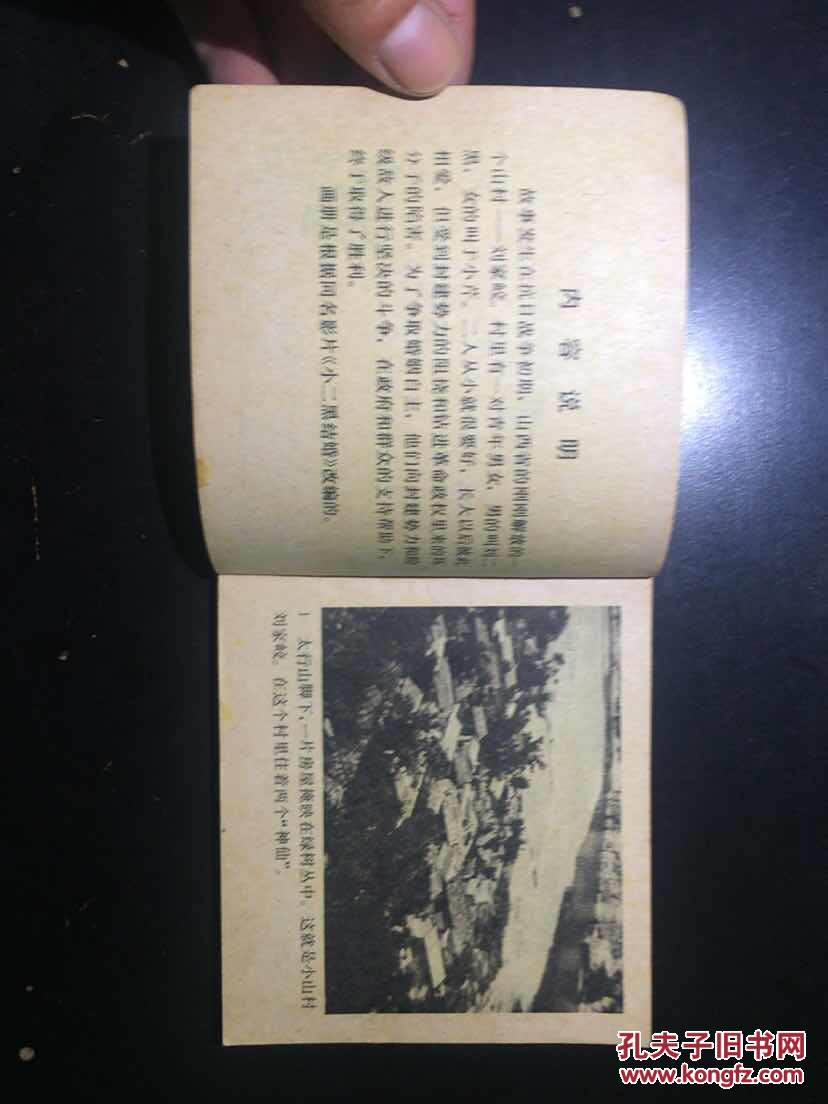 内容说明
故事发生在抗日战争初期，山西省的刚刚解放的一
个山村——刘家峧。村里有一对青年男女，男的叫刘二
黑，女的叫于小芹。二人从小就很要好，长大以后彼此
相爱，但受到封建势力的阻挠和钻进革命政权里来的坏
分子的陷害。为了争取婚姻自主，他们向封建势力和阶
级敌人进行坚决的斗争，在政府和群众的支持帮助下，
终于取得了胜利。
画册是根据同名影片《小二黑结婚》改编的。
1 太行山脚下，一片房屋掩映在绿树丛中。这就是小山村
刘家峧。在这个村里住着两个“神仙”。
孔夫子旧书网
www.kongfz.com